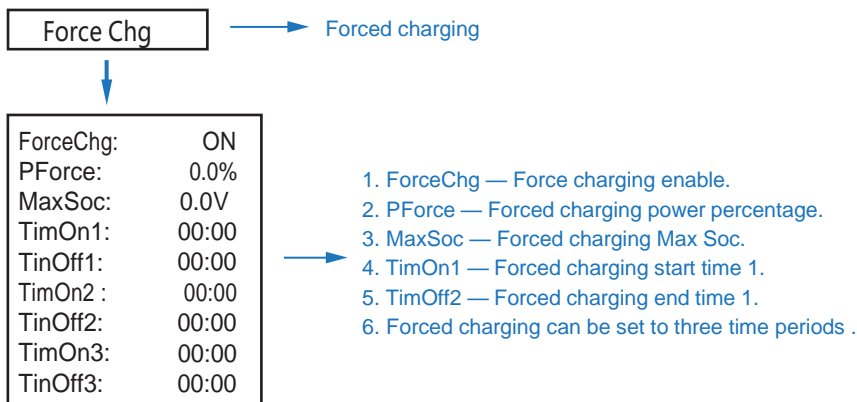 Force Chg
Forced charging
ForceChg: ON
PForce: 0.0%
MaxSoc: 0.0V
TimOn1: 00:00
TinOff1: 00:00
TimOn2 : 00:00
TinOff2: 00:00
TimOn3: 00:00
TinOff3: 00:00
1. ForceChg — Force charging enable.
2. PForce — Forced charging power percentage.
3. MaxSoc — Forced charging Max Soc.
4. TimOn1 — Forced charging start time 1.
5. TimOff2 — Forced charging end time 1.
6. Forced charging can be set to three time periods .